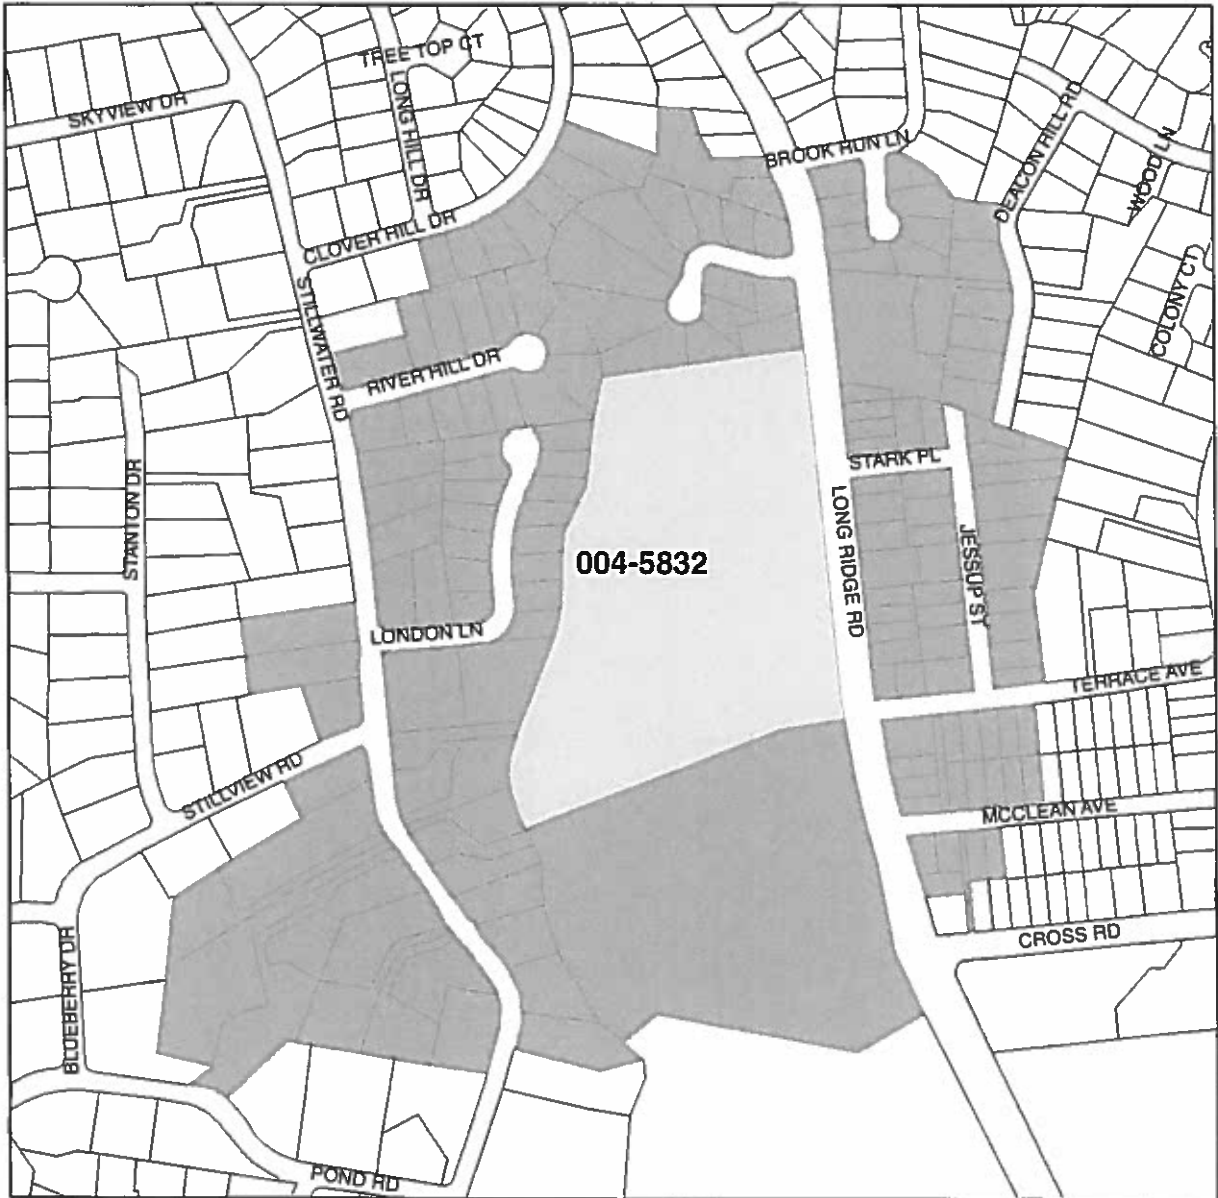 TREE TOP CT
SKYVIEW DR
LONG HILL DR
DEACON HILL RD
BROOK RUN LN
WOOD LN
CLOVER HILL DR
COLONY CT
STILLWATER RD
RIVER HILL DR
STANTON DR
STARK PL
LONG RIDGE RD
JESSUP ST
004-5832
LONDON LN
TERRACE AVE
STILLVIEW RD
MCCLEAN AVE
CROSS RD
BLUEBERRY DR
POND RD